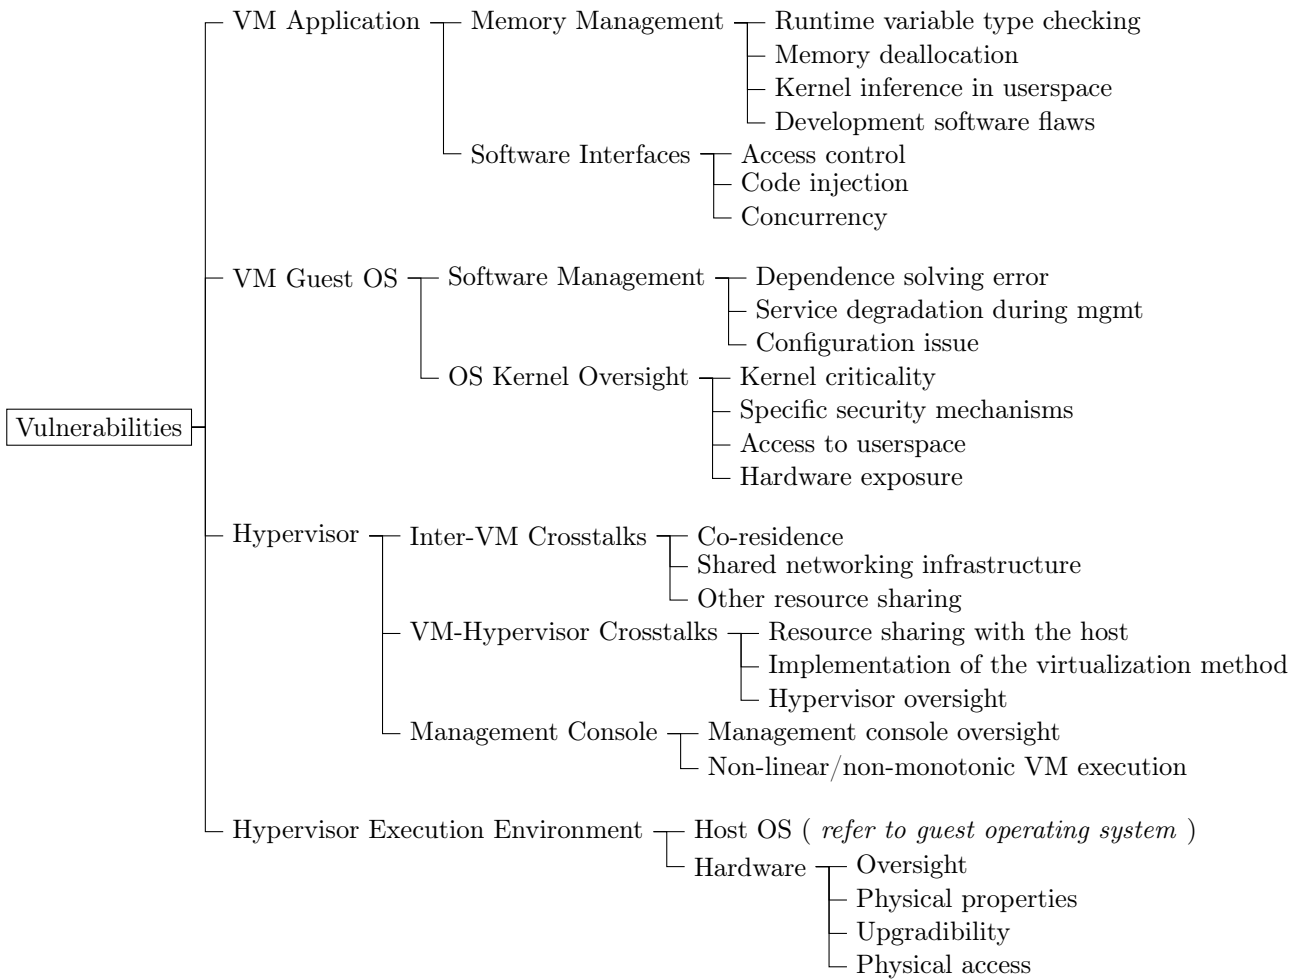 VM Application Memory Management Runtime variable type checking
Memory deallocation
Kernel inference in userspace
Development software flaws
Software Interfaces Access control
Code injection
Concurrency
VM Guest OS Software Management Dependence solving error
Service degradation during mgmt
Configuration issue
OS Kernel Oversight Kernel criticality
Specific security mechanisms
Vulnerabilities
Access to userspace
Hardware exposure
Hypervisor Inter-VM Crosstalks Co-residence
Shared networking infrastructure
Other resource sharing
VM-Hypervisor Crosstalks Resource sharing with the host
Implementation of the virtualization method
Hypervisor oversight
Management Console Management console oversight
Non-linear/non-monotonic VM execution
Hypervisor Execution Environment Host OS ( refer to guest operating system )
Hardware Oversight
Physical properties
Upgradibility
Physical access